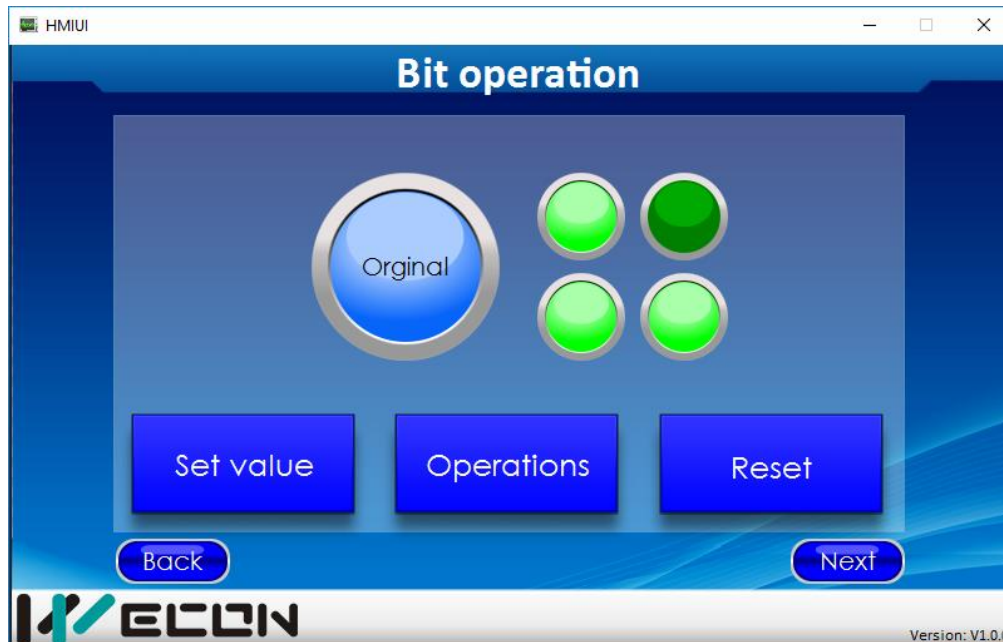 HMIUI
Bit operation
Orginal
Set value
Operations
Reset
Back
Next
WECON
Version: V1.0.